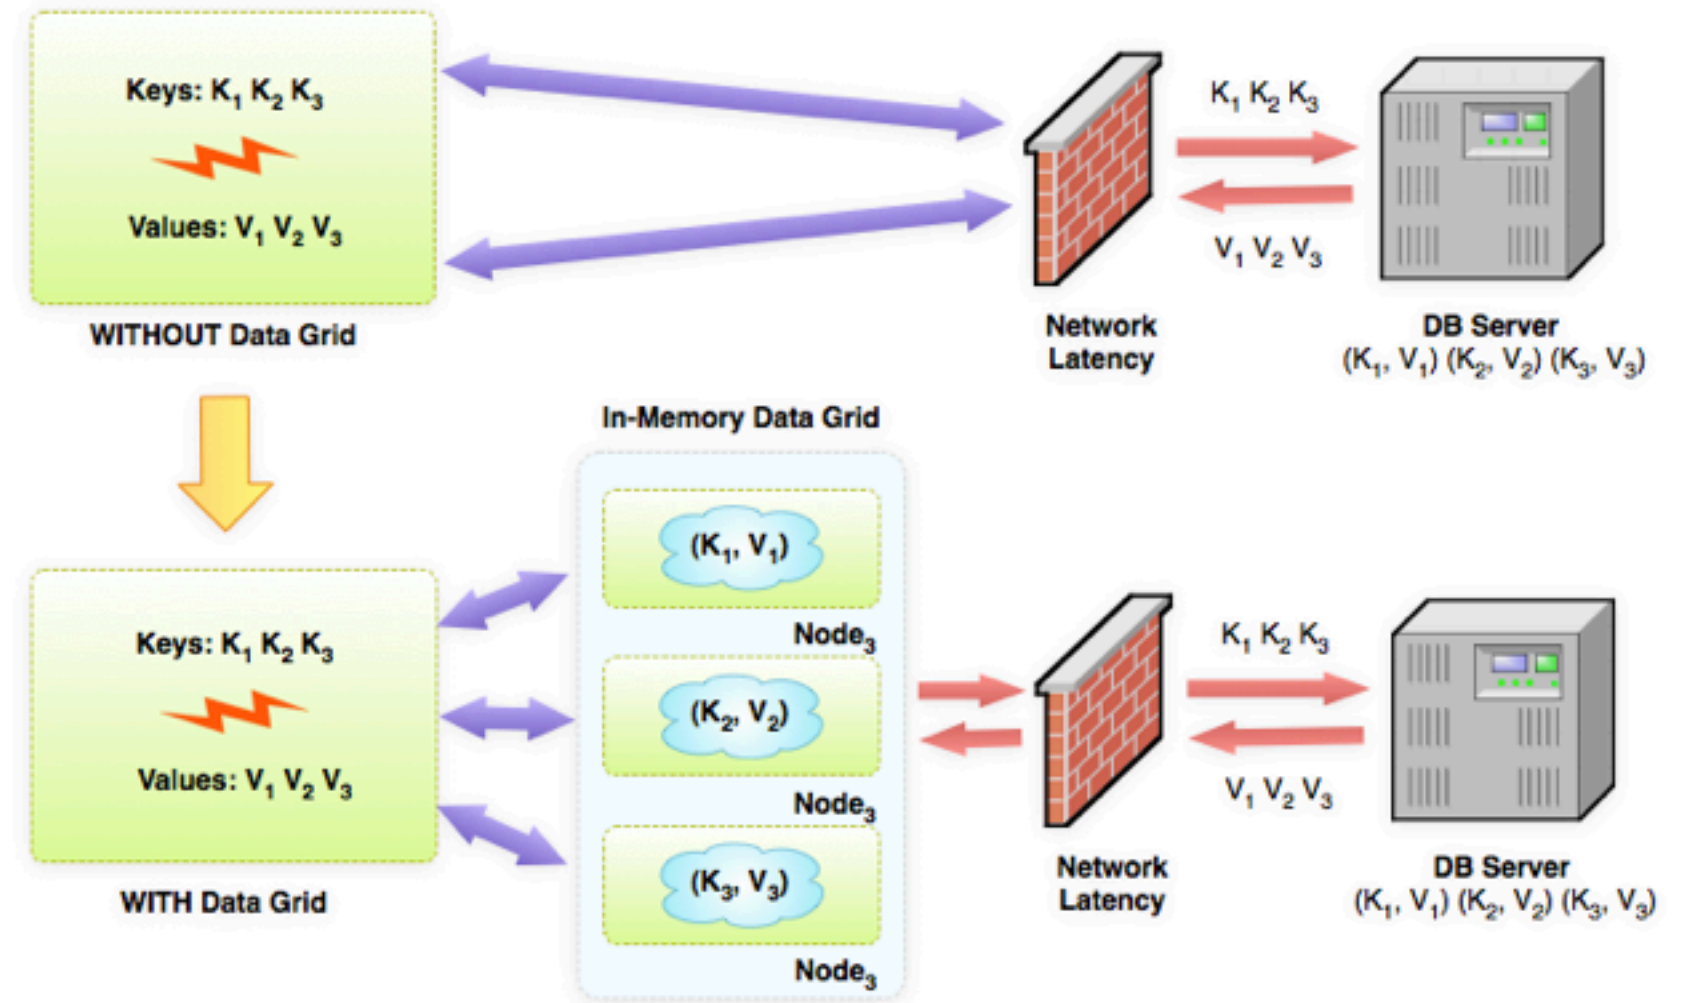 Keys: K₁ K₂ K₃
Values: V₁ V₂ V₃
WITHOUT Data Grid
K₁ K₂ K₃
V₁ V₂ V₃
Network
Latency
DB Server
(K₁, V₁) (K₂, V₂) (K₃, V₃)
In-Memory Data Grid
Keys: K₁ K₂ K₃
Values: V₁ V₂ V₃
WITH Data Grid
(K₁, V₁)
Node₃
(K₂, V₂)
Node₃
(K₃, V₃)
Node₃
K₁ K₂ K₃
V₁ V₂ V₃
Network
Latency
DB Server
(K₁, V₁) (K₂, V₂) (K₃, V₃)